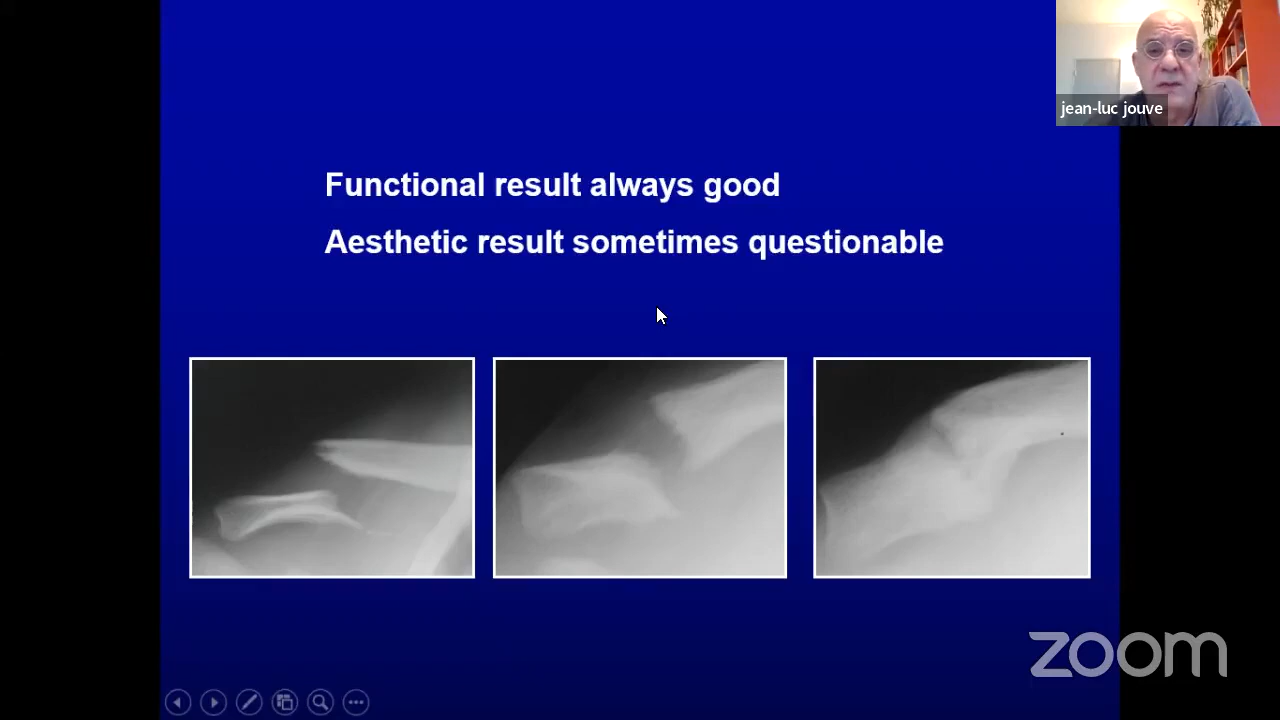 jean-luc jouve
Functional result always good
Aesthetic result sometimes questionable
zoom